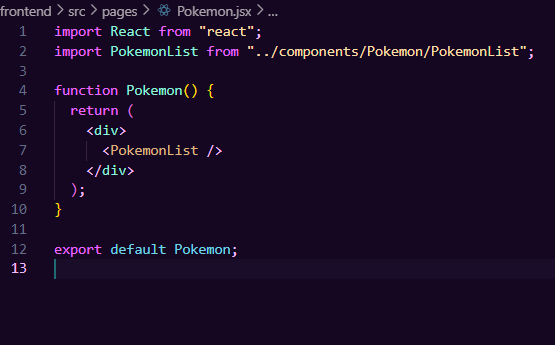 frontend > src > pages > Pokemon.jsx > ...
1 import React from "react";
2 import PokemonList from "../components/Pokemon/PokemonList";
3
4 function Pokemon() {
5   return (
6     <div>
7       <PokemonList />
8     </div>
9   );
10 }
11
12 export default Pokemon;
13